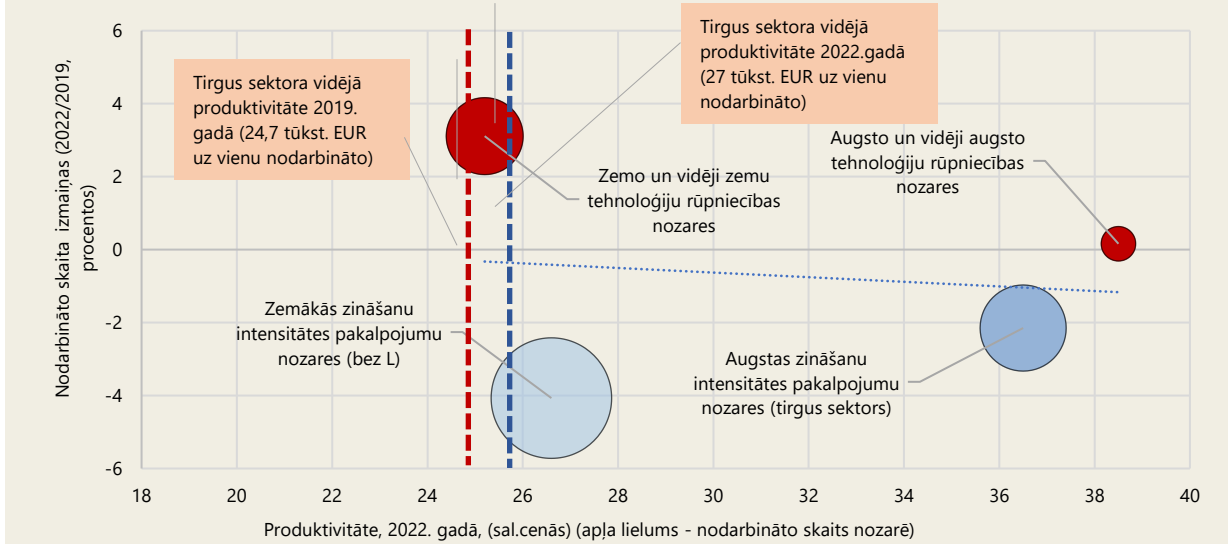 Nodarbināto skaita izmaiņas (2022/2019,
procentos)
6
4
2
0
-2
-4
-6
Tirgus sektora vidējā
produktivitāte 2019.
gadā (24,7 tūkst. EUR
uz vienu nodarbināto)
Tirgus sektora vidējā
produktivitāte 2022.gadā
(27 tūkst. EUR uz vienu
nodarbināto)
Zemo un vidēji zemu
tehnoloģiju rūpniecības
nozares
Augsto un vidēji augsto
tehnoloģiju rūpniecības
nozares
Zemākās zināšanu
intensitātes pakalpojumu
nozares (bez L)
Augstas zināšanu
intensitātes pakalpojumu
nozares (tirgus sektors)
18 20 22 24 26 28 30 32 34 36 38 40
Produktivitāte, 2022. gadā, (sal.cenās) (apļa lielums - nodarbināto skaits nozarē)